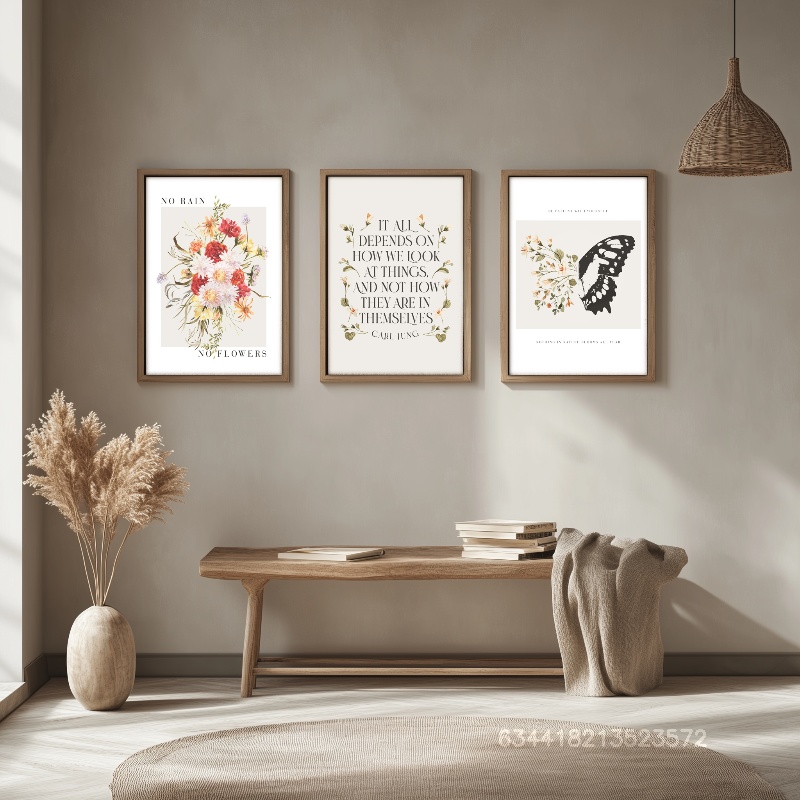 NO RAIN
NO FLOWERS
IT ALL
DEPENDS ON
HOW WE LOOK
AT THINGS,
AND NOT HOW
THEY ARE IN
THEMSELVES
CARL JUNG
634418213523572